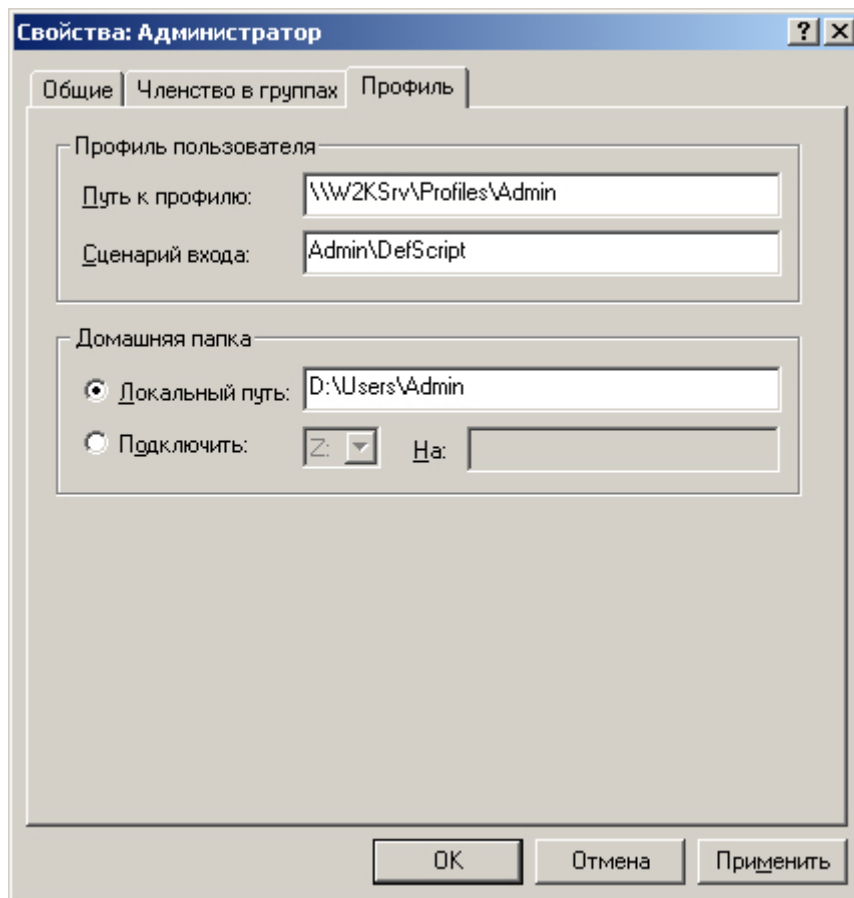 Свойства: Администратор
Общие Членство в группах Профиль
Профиль пользователя
Путь к профилю: \\W2KSrv\Profiles\Admin
Сценарий входа: Admin\DefScript
Домашняя папка
Локальный путь: D:\Users\Admin
Подключить: Z: На:
OK Отмена Применить